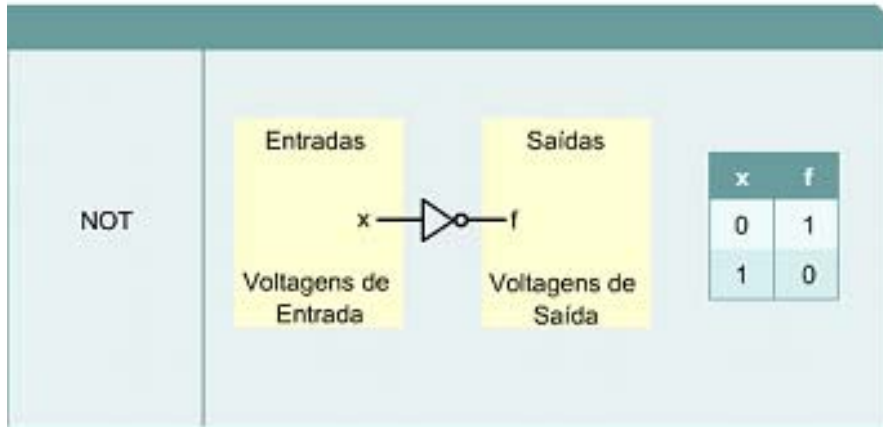 NOT
Entradas
x
Voltagens de
Entrada
Saídas
f
Voltagens de
Saída
x f
0 1
1 0